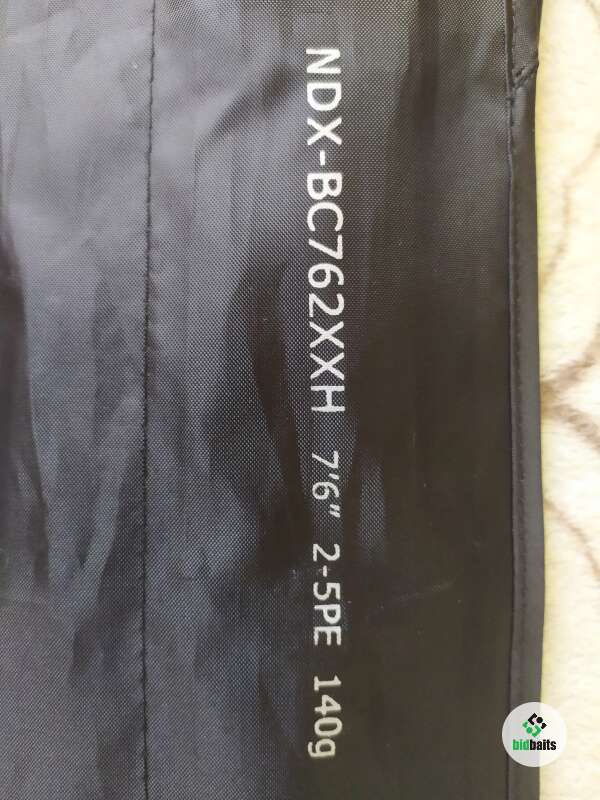 NDX-BC762XXH 7'6" 2-5PE 140g
bidbaits